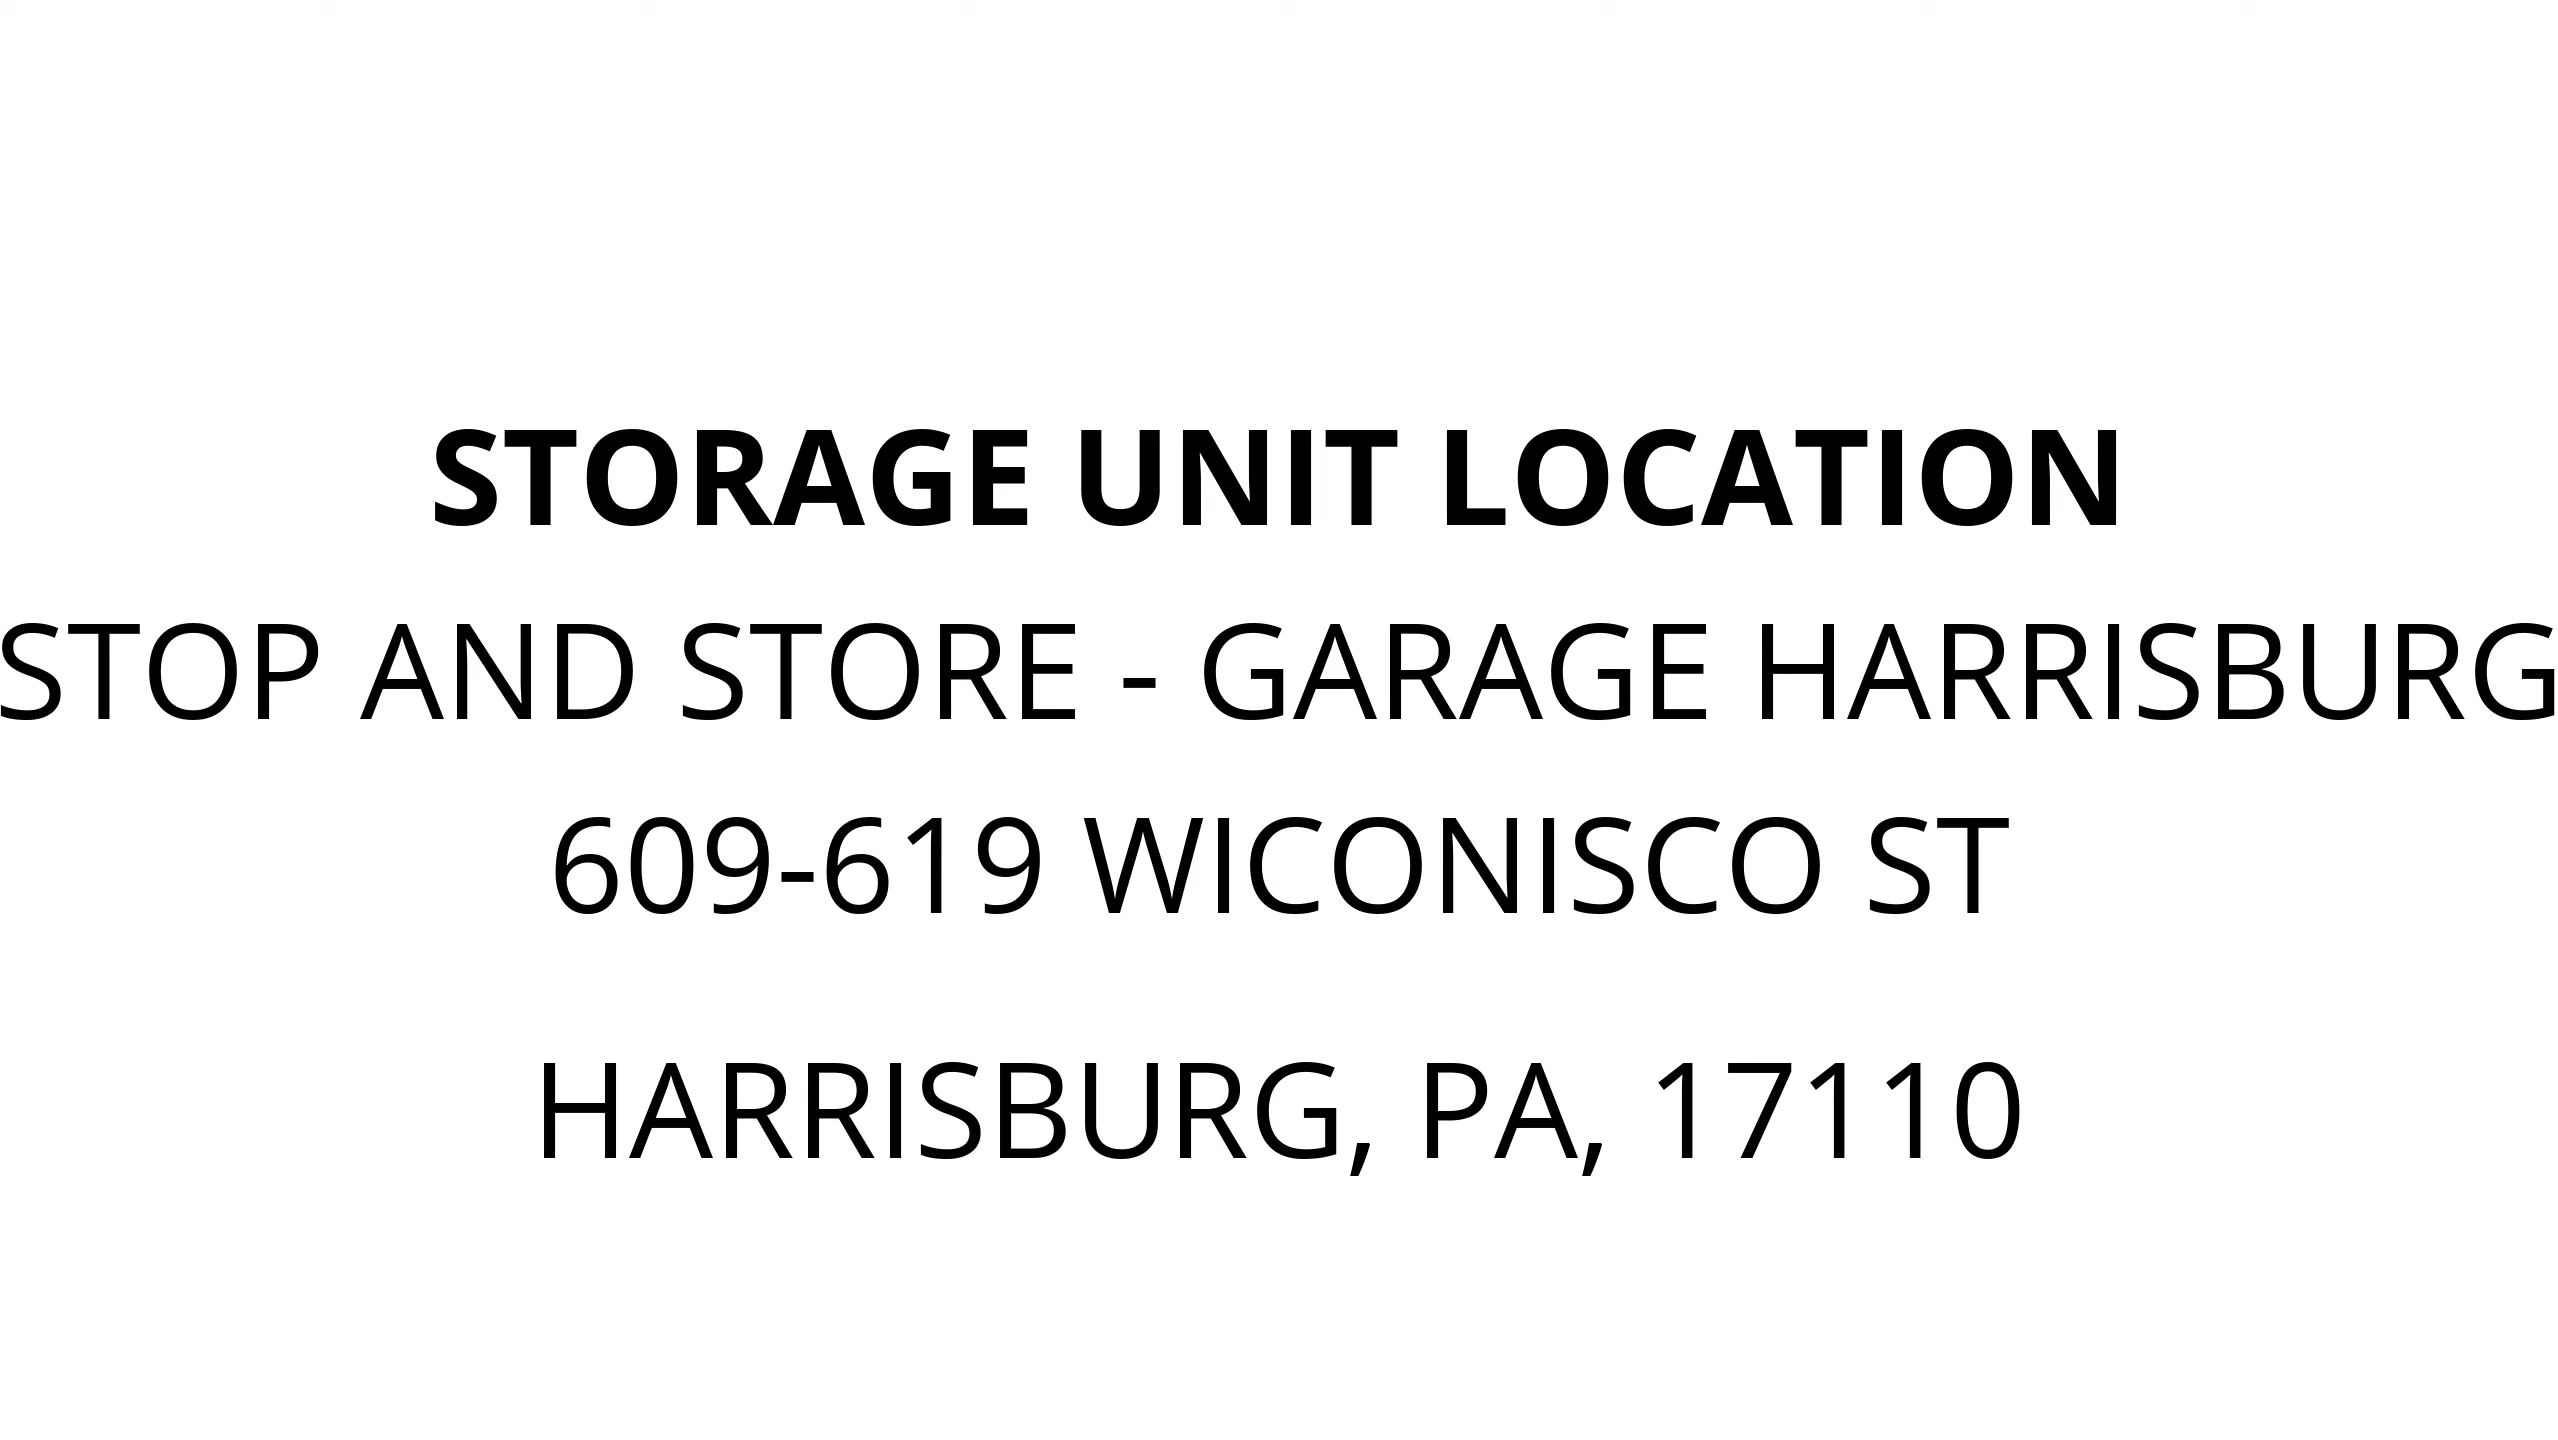 STORAGE UNIT LOCATION
STOP AND STORE - GARAGE HARRISBURG
609-619 WICONISCO ST
HARRISBURG, PA, 17110